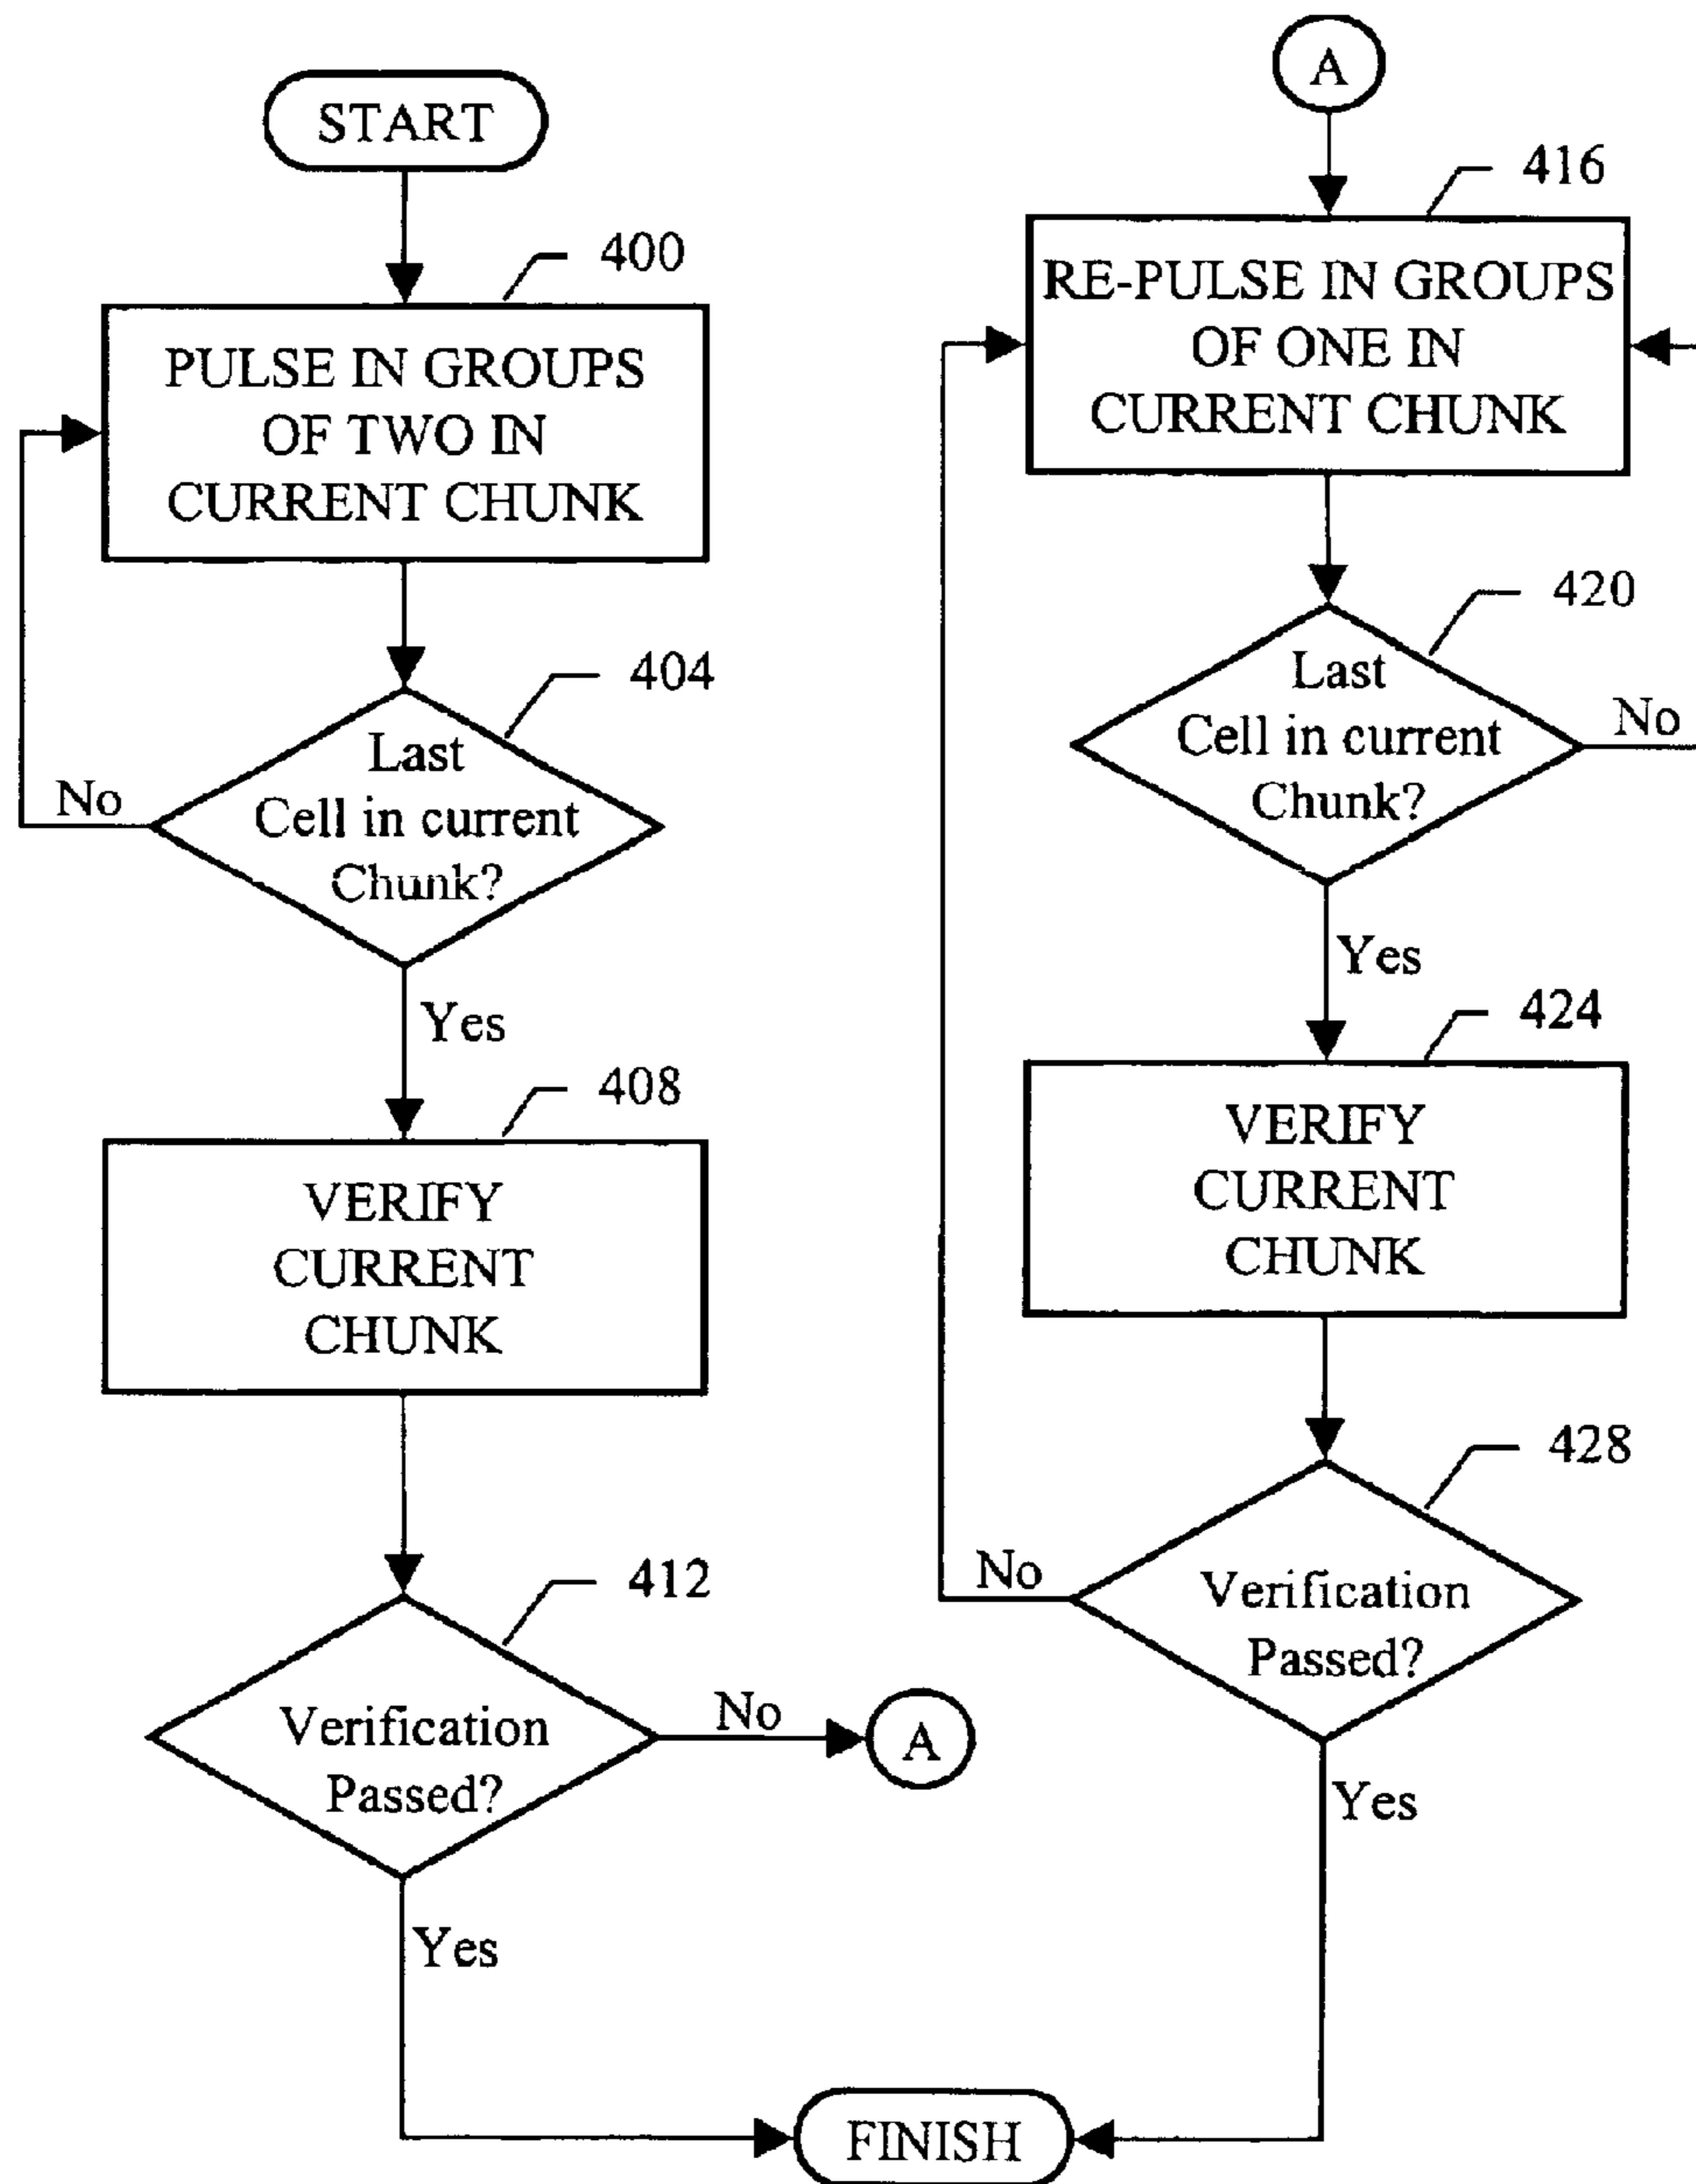 START
400
PULSE IN GROUPS
OF TWO IN
CURRENT CHUNK
404
Last
Cell in current
Chunk?
No
Yes
408
VERIFY
CURRENT
CHUNK
412
Verification
Passed?
No
A
Yes
A
416
RE-PULSE IN GROUPS
OF ONE IN
CURRENT CHUNK
420
Last
Cell in current
Chunk?
No
Yes
424
VERIFY
CURRENT
CHUNK
428
Verification
Passed?
No
Yes
FINISH